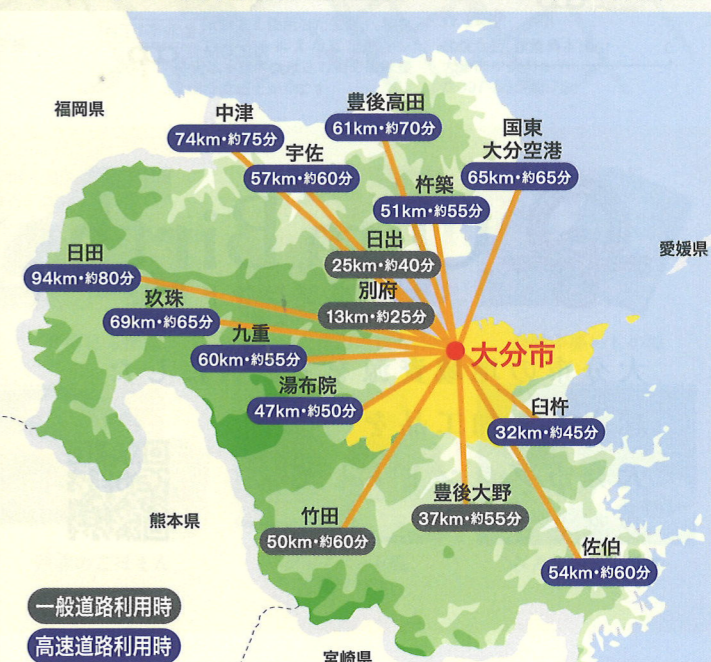 福岡県
中津
74km・約75分
豊後高田
61km・約70分
国東
大分空港
65km・約65分
宇佐
57km・約60分
杵築
51km・約55分
愛媛県
日出
25km・約40分
日田
94km・約80分
別府
13km・約25分
玖珠
69km・約65分
九重
60km・約55分
大分市
湯布院
47km・約50分
臼杵
32km・約45分
豊後大野
37km・約55分
竹田
50km・約60分
熊本県
佐伯
54km・約60分
一般道路利用時
高速道路利用時
宮崎県